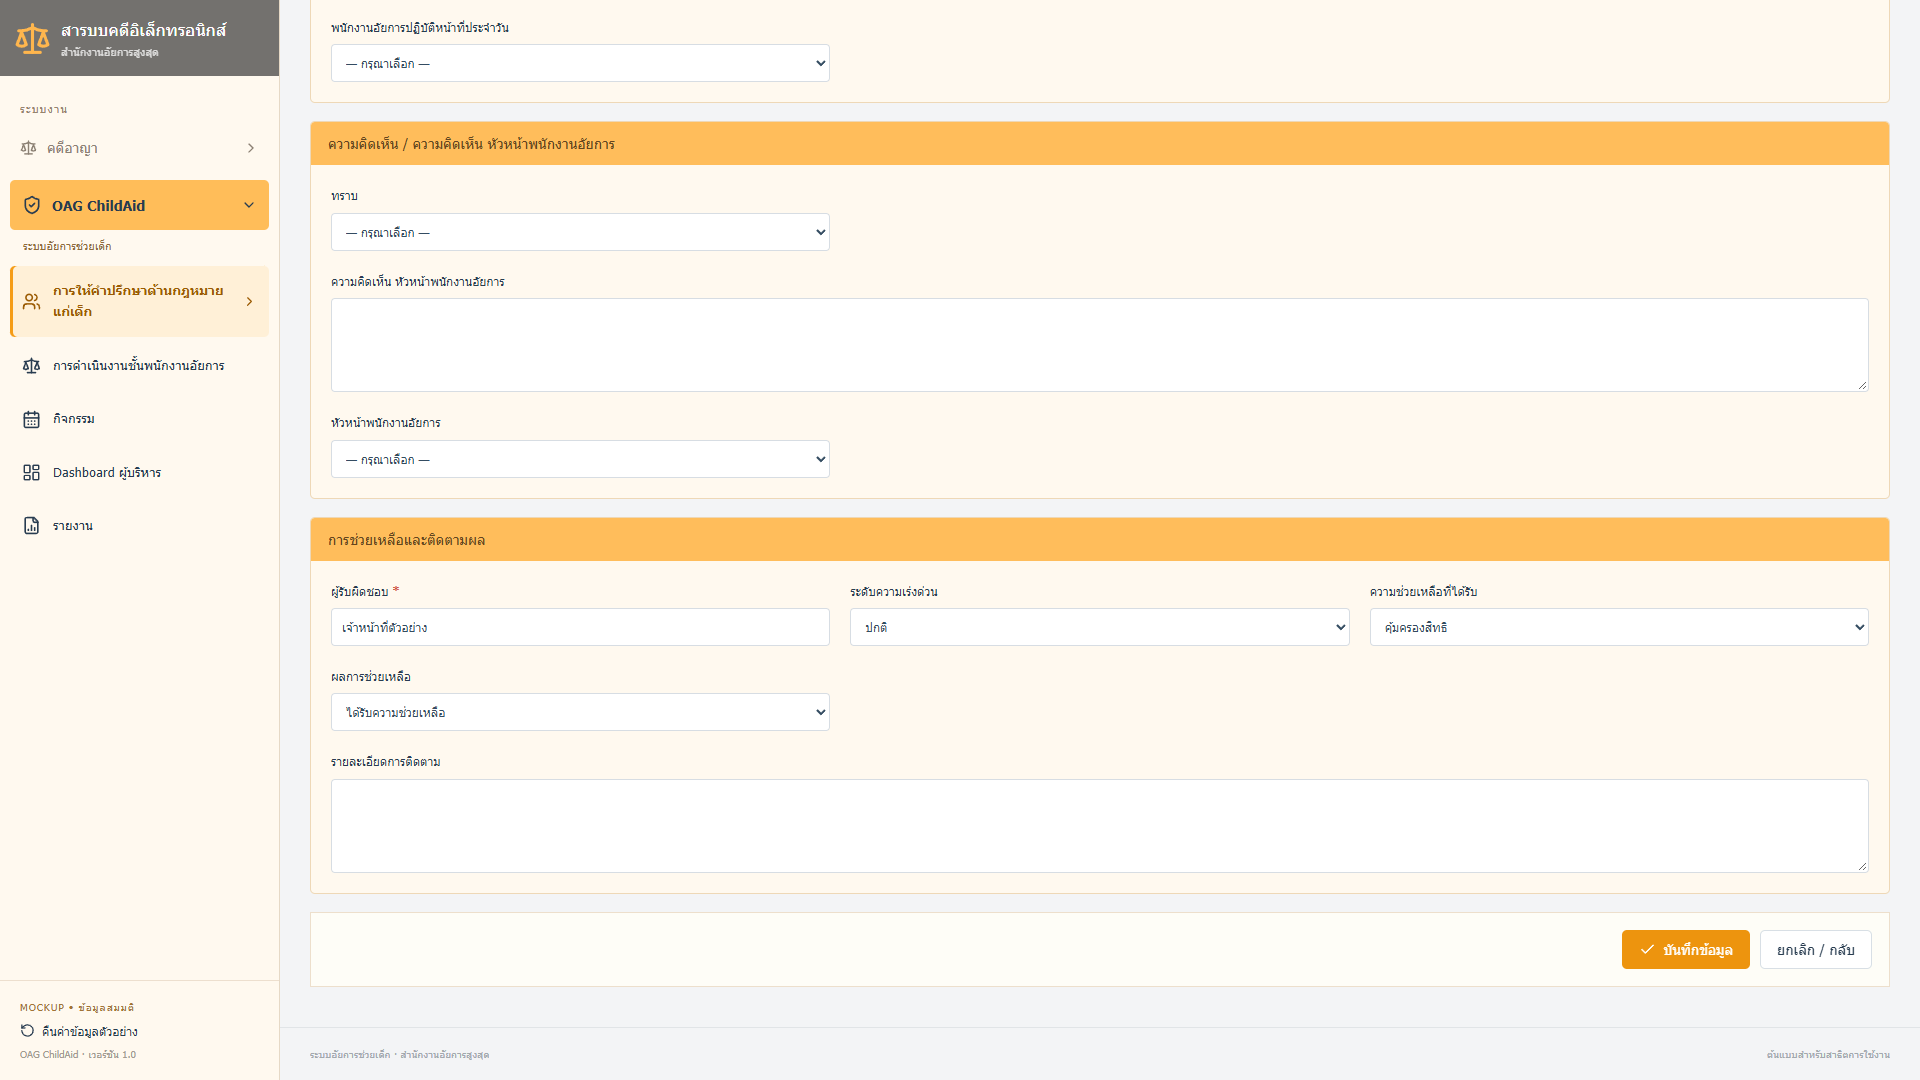 สารบบคดีอิเล็กทรอนิกส์
สำนักงานอัยการสูงสุด
ระบบงาน
คดีอาญา
OAG ChildAid
ระบบอัยการช่วยเด็ก
การให้คำปรึกษาด้านกฎหมาย
แก่เด็ก
การดำเนินงานชั้นพนักงานอัยการ
กิจกรรม
Dashboard ผู้บริหาร
รายงาน
MOCKUP • ข้อมูลสมมติ
คืนค่าข้อมูลตัวอย่าง
OAG ChildAid · เวอร์ชัน 1.0
พนักงานอัยการปฏิบัติหน้าที่ประจำวัน
— กรุณาเลือก —
ความคิดเห็น / ความคิดเห็น หัวหน้าพนักงานอัยการ
ทราบ
— กรุณาเลือก —
ความคิดเห็น หัวหน้าพนักงานอัยการ
หัวหน้าพนักงานอัยการ
— กรุณาเลือก —
การช่วยเหลือและติดตามผล
ผู้รับผิดชอบ * ระดับความเร่งด่วน ความช่วยเหลือที่ได้รับ
เจ้าหน้าที่ตัวอย่าง ปกติ คุ้มครองสิทธิ
ผลการช่วยเหลือ
ได้รับความช่วยเหลือ
รายละเอียดการติดตาม
บันทึกข้อมูล ยกเลิก / กลับ
ระบบอัยการช่วยเด็ก · สำนักงานอัยการสูงสุด ต้นแบบสำหรับสาธิตการใช้งาน